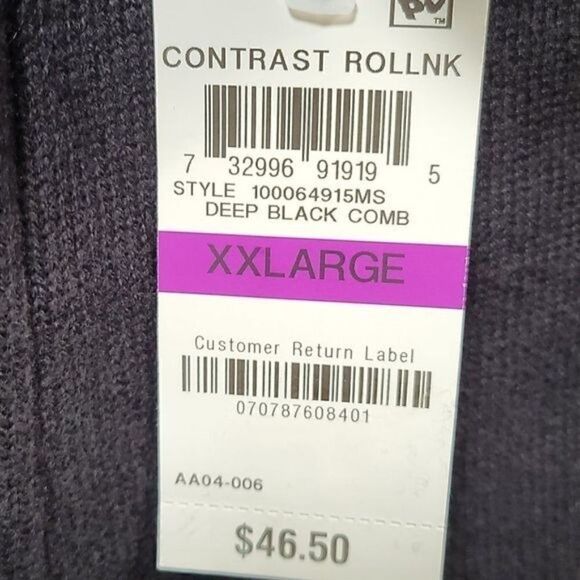 TM
CONTRAST ROLLNK
7 32996 91919 5
STYLE 100064915MS
DEEP BLACK COMB
XXLARGE
Customer Return Label
070787608401
AA04-006
$46.50